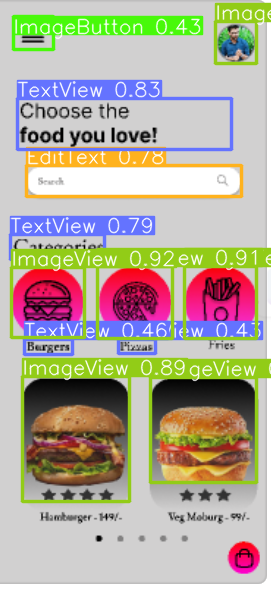 ImageButton 0.43
Image
TextView 0.83
Choose the
food you love!
EditText 0.78
Search
TextView 0.79
Categories
ImageView 0.92 ew 0.91 e
TextView 0.46 iew 0.43
Burgers Pizzas Fries
ImageView 0.89 geView 0
Hamburger - 149/- Veg Moburg - 99/-